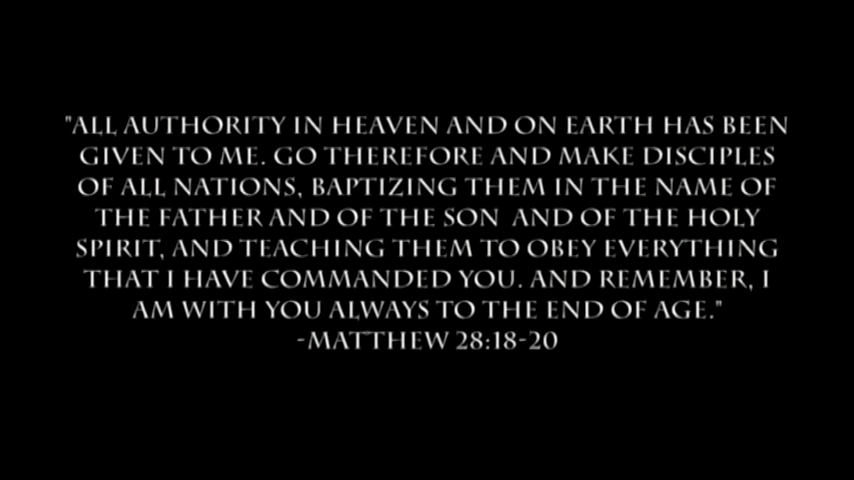 "ALL AUTHORITY IN HEAVEN AND ON EARTH HAS BEEN
GIVEN TO ME. GO THEREFORE AND MAKE DISCIPLES
OF ALL NATIONS, BAPTIZING THEM IN THE NAME OF
THE FATHER AND OF THE SON AND OF THE HOLY
SPIRIT, AND TEACHING THEM TO OBEY EVERYTHING
THAT I HAVE COMMANDED YOU. AND REMEMBER, I
AM WITH YOU ALWAYS TO THE END OF AGE."
-MATTHEW 28:18-20